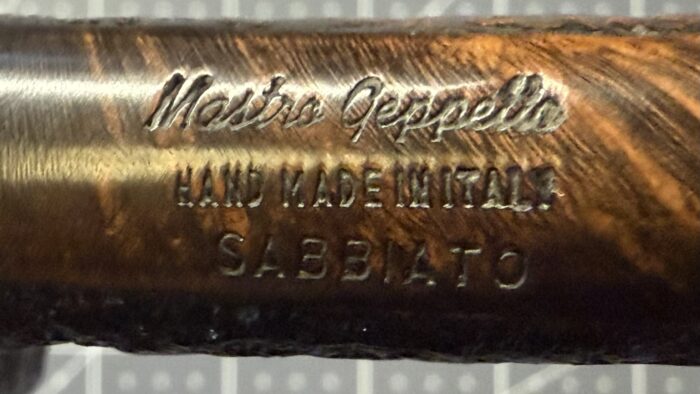 Mastro Geppetto
HAND MADE IN ITALY
SABBIATO